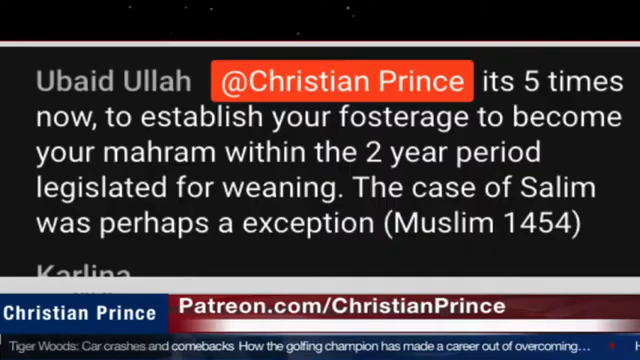 Ubaid Ullah @Christian Prince its 5 times
now, to establish your fosterage to become
your mahram within the 2 year period
legislated for weaning. The case of Salim
was perhaps a exception (Muslim 1454)
Karlina
Christian Prince
Patreon.com/ChristianPrince
Tiger Woods: Car crashes and comebacks How the golfing champion has made a career out of overcoming...